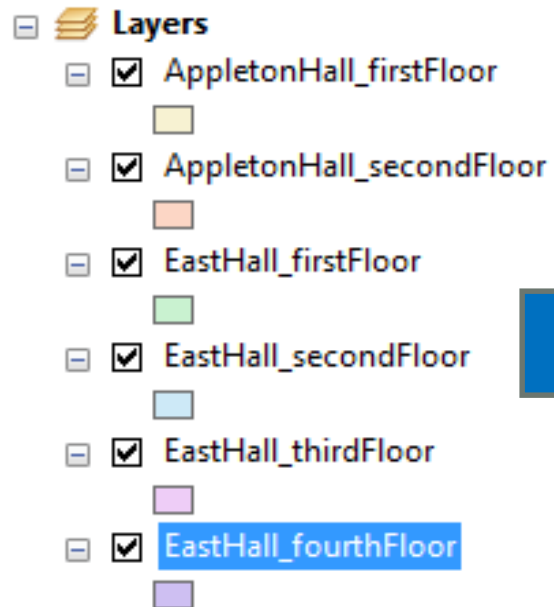 Layers
AppletonHall_firstFloor
AppletonHall_secondFloor
EastHall_firstFloor
EastHall_secondFloor
EastHall_thirdFloor
EastHall_fourthFloor